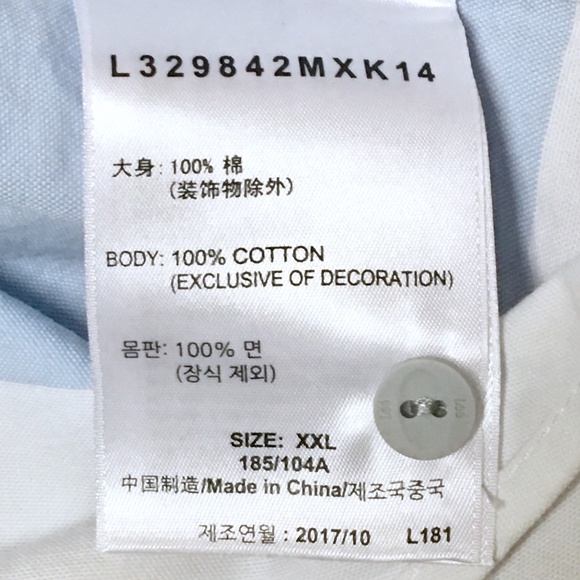 L329842MXK14
大身: 100% 棉
(装饰物除外)
BODY: 100% COTTON
(EXCLUSIVE OF DECORATION)
몸판: 100% 면
(장식 제외)
SIZE: XXL
185/104A
中国制造/Made in China/제조국중국
제조연월 : 2017/10 L181